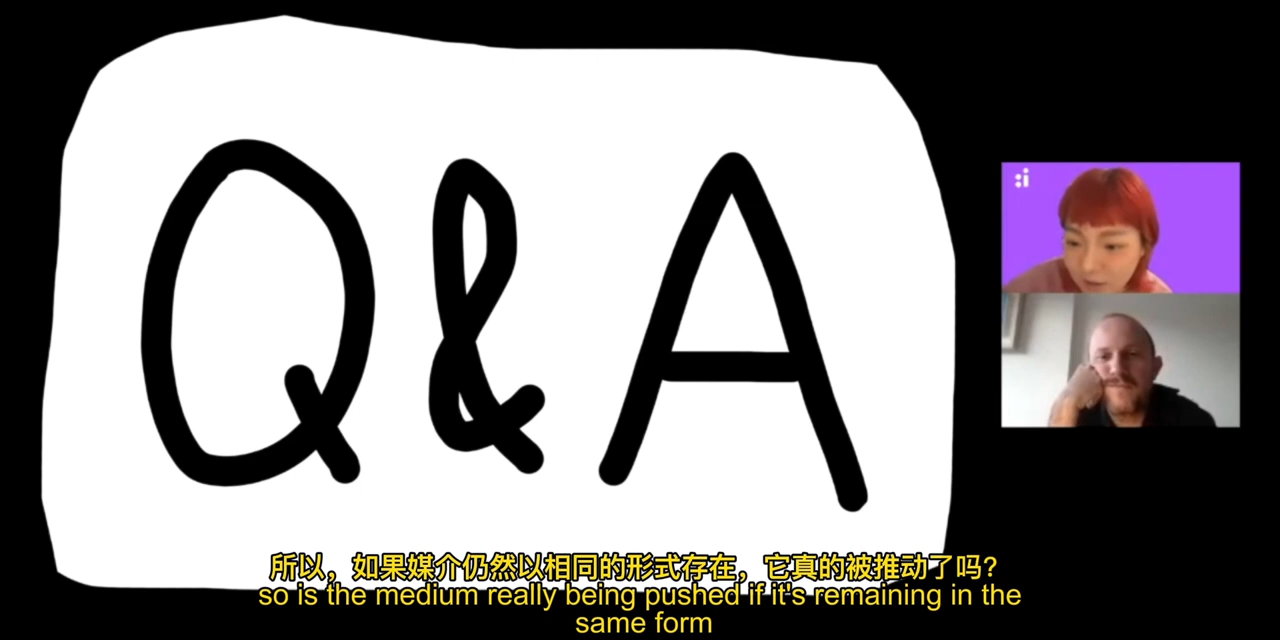 Q & A
:i
所以，如果媒介仍然以相同的形式存在，它真的被推动了吗？
so is the medium really being pushed if it's remaining in the
same form